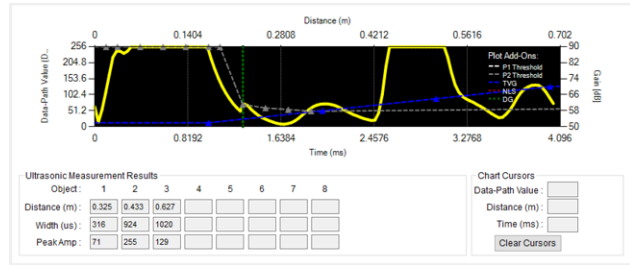 Distance (m)
0 0.1404 0.2808 0.4212 0.5616 0.702
Data-Path Value (D...
256
204.8
153.6
102.4
51.2
0
90
82
74
66
58
50
Gain [dB]
Plot Add-Ons:
P1 Threshold
P2 Threshold
TVG
NLS
DG
0 0.8192 1.6384 2.4576 3.2768 4.096
Time (ms)
Ultrasonic Measurement Results
Object: 1 2 3 4 5 6 7 8
Distance (m): 0.325 0.433 0.627
Width (us): 316 924 1020
Peak Amp: 71 255 129
Chart Cursors
Data-Path Value:
Distance (m):
Time (ms):
Clear Cursors